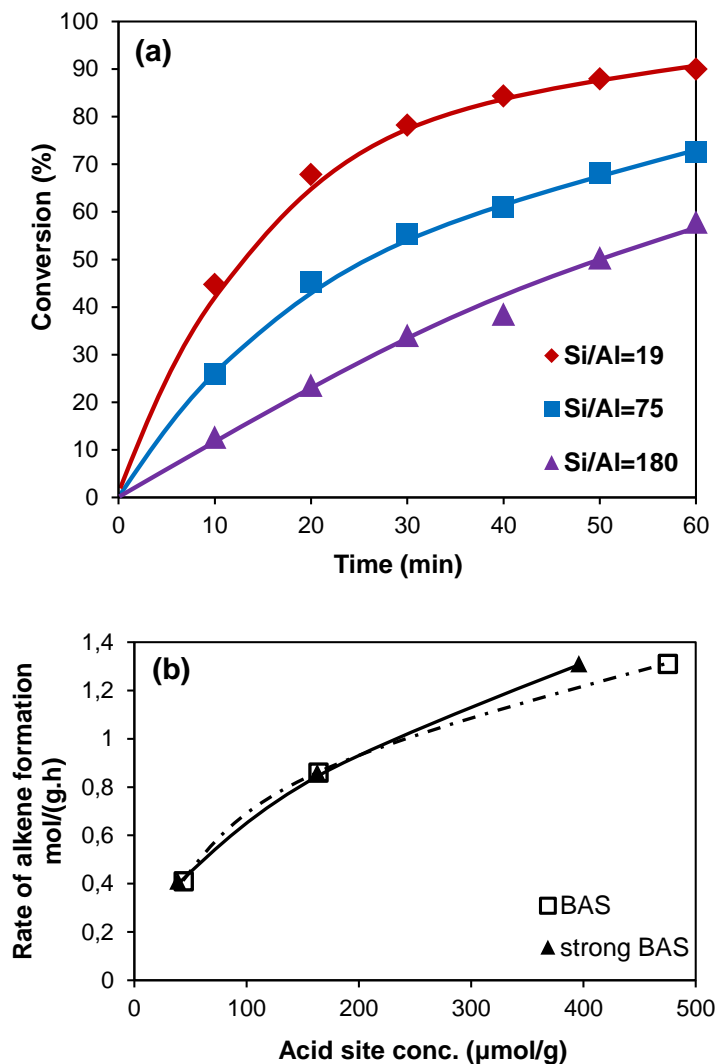 (a)
100
90
80
70
60
50
40
30
20
10
0
Conversion (%)
Si/Al=19
Si/Al=75
Si/Al=180
0 10 20 30 40 50 60
Time (min)
(b)
1,4
1,2
1
0,8
0,6
0,4
0,2
0
Rate of alkene formation
mol/(g.h)
BAS
strong BAS
0 100 200 300 400 500
Acid site conc. (μmol/g)